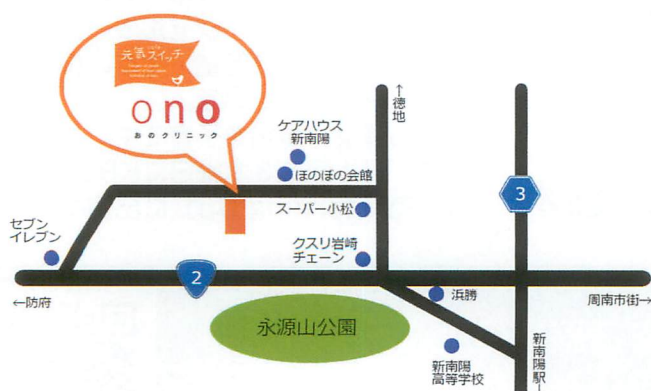 元氣スイッチ
ono
おのクリニック
ケアハウス
新南陽
ほのぼの会館
↑徳地
スーパー小松
3
セブン
イレブン
クスリ岩崎
チェーン
2
←防府
浜勝
周南市街→
永源山公園
新南陽
高等学校
新南陽駅→